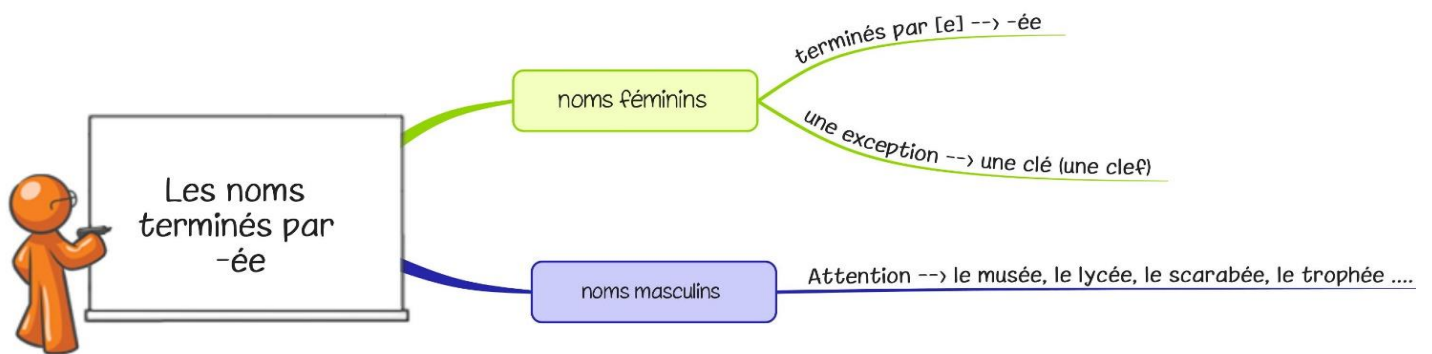 Les noms
terminés par
-ée
noms féminins
terminés par [e] --> -ée
une exception --> une clé (une clef)
noms masculins
Attention --> le musée, le lycée, le scarabée, le trophée ....